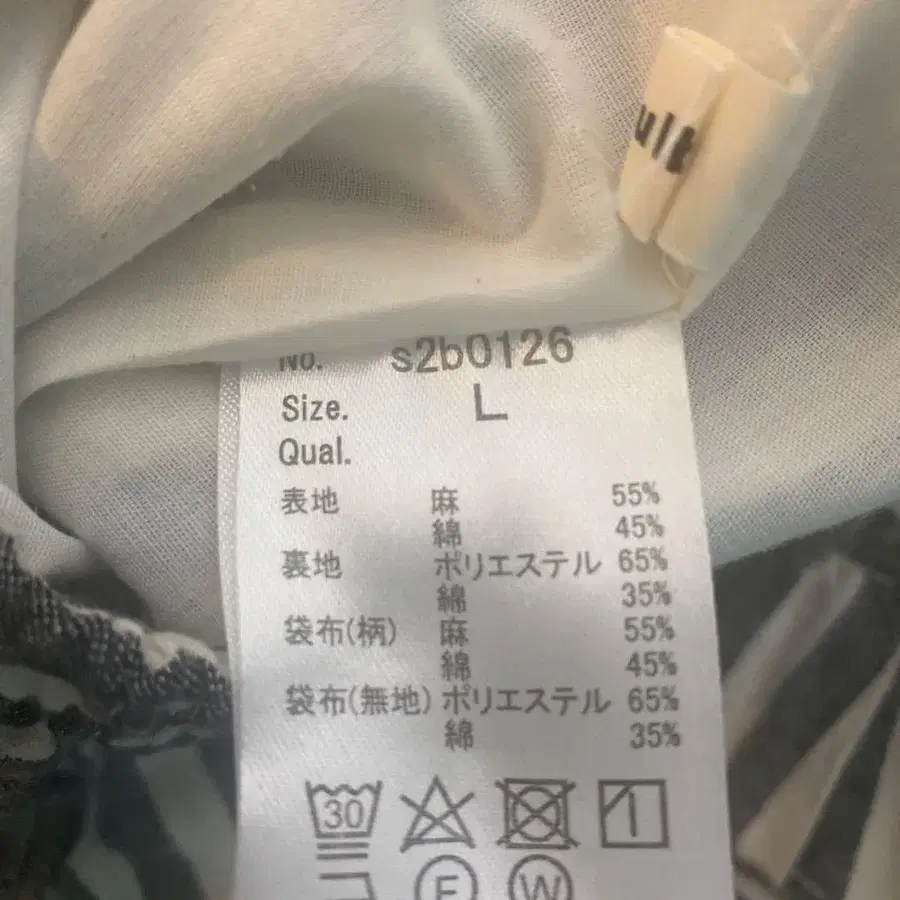 No. s2b0126
Size. L
Qual.
表地 麻 55%
綿 45%
裏地 ポリエステル 65%
綿 35%
袋布(柄) 麻 55%
綿 45%
袋布(無地) ポリエステル 65%
綿 35%
30
F W